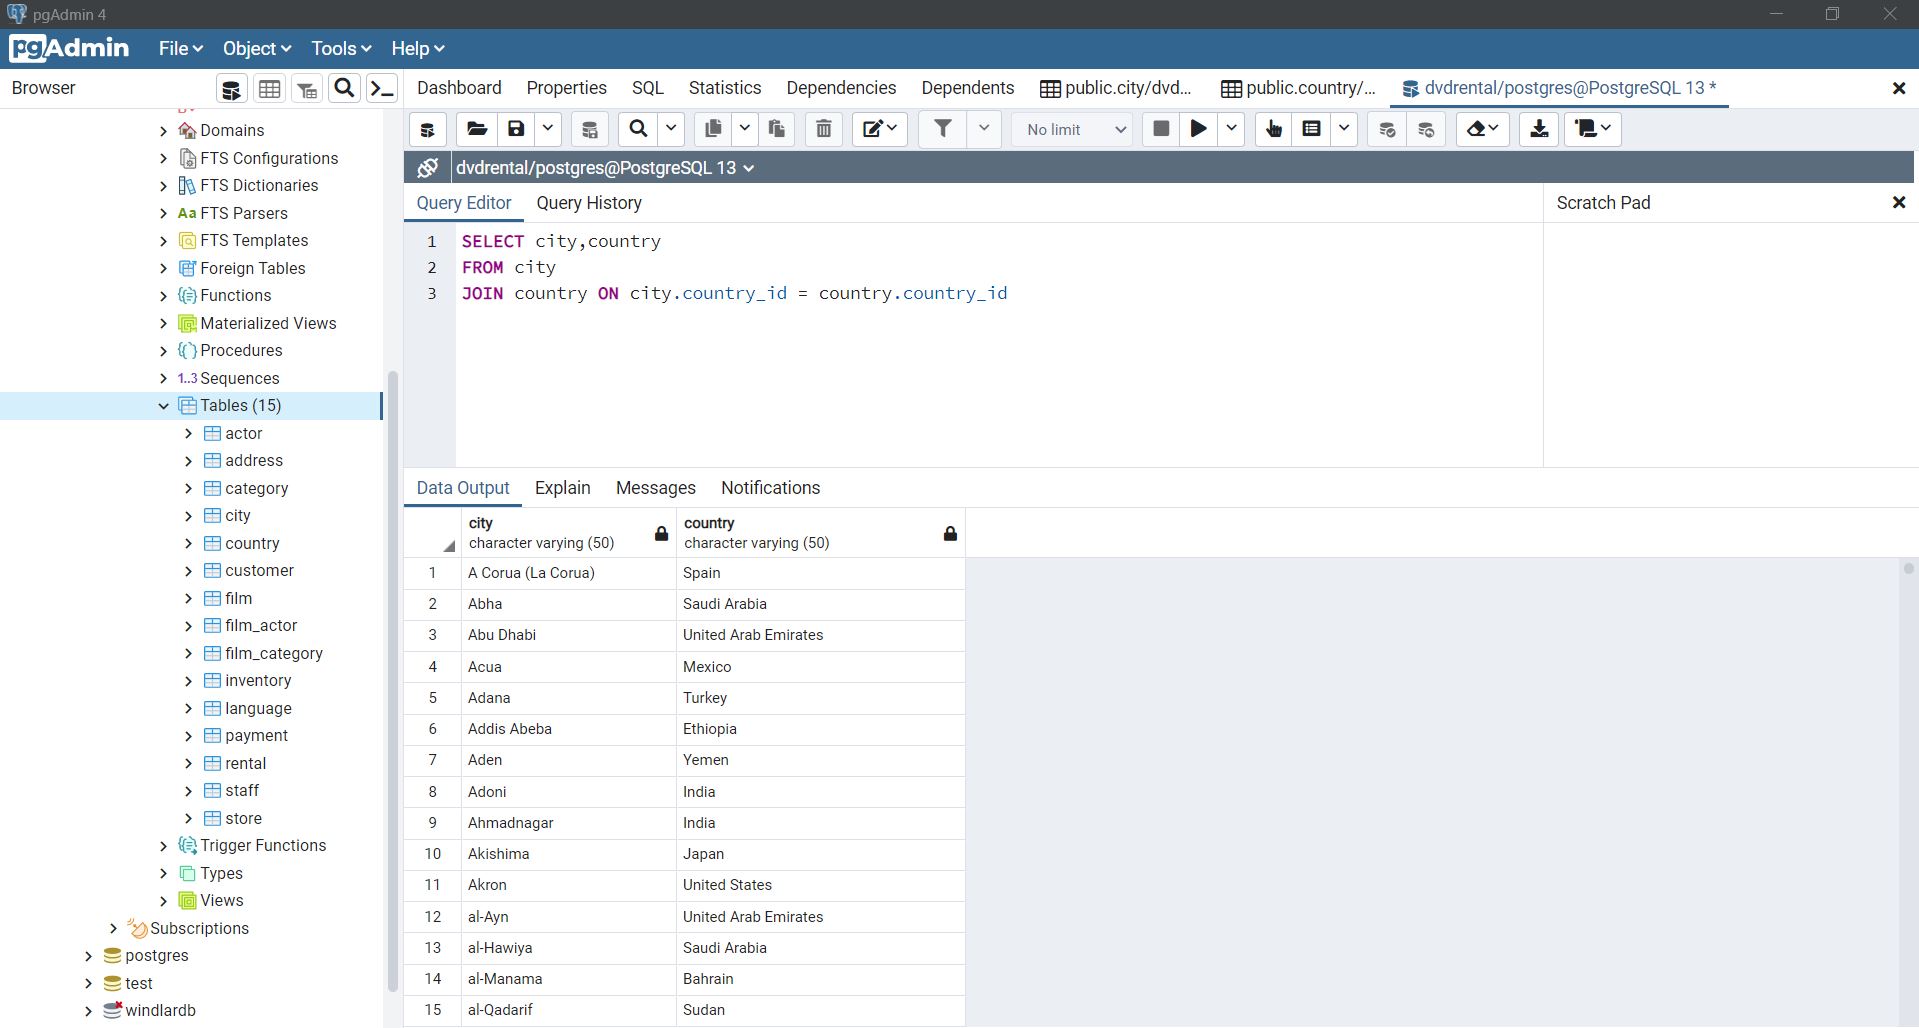 pgAdmin 4
pgAdmin File Object Tools Help
Browser
Dashboard Properties SQL Statistics Dependencies Dependents public.city/dvd... public.country/... dvdrental/postgres@PostgreSQL 13 *
No limit
dvdrental/postgres@PostgreSQL 13
Domains
FTS Configurations
FTS Dictionaries
Aa FTS Parsers
FTS Templates
Foreign Tables
Functions
Materialized Views
Procedures
1..3 Sequences
Tables (15)
actor
address
category
city
country
customer
film
film_actor
film_category
inventory
language
payment
rental
staff
store
Trigger Functions
Types
Views
Subscriptions
postgres
test
windlardb
Query Editor Query History
Scratch Pad
1 SELECT city,country
2 FROM city
3 JOIN country ON city.country_id = country.country_id
Data Output Explain Messages Notifications
city country
character varying (50) character varying (50)
1 A Corua (La Corua) Spain
2 Abha Saudi Arabia
3 Abu Dhabi United Arab Emirates
4 Acua Mexico
5 Adana Turkey
6 Addis Abeba Ethiopia
7 Aden Yemen
8 Adoni India
9 Ahmadnagar India
10 Akishima Japan
11 Akron United States
12 al-Ayn United Arab Emirates
13 al-Hawiya Saudi Arabia
14 al-Manama Bahrain
15 al-Qadarif Sudan